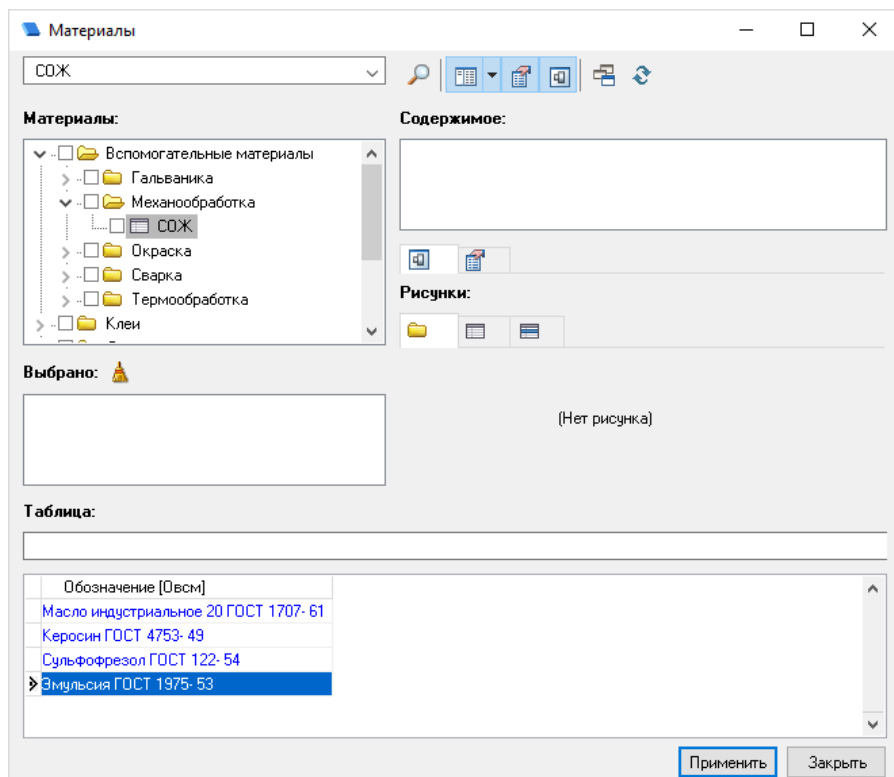 Материалы
СОЖ
Материалы:
Вспомогательные материалы
Гальваника
Механообработка
СОЖ
Окраска
Сварка
Термообработка
Клеи
Содержимое:
Рисунки:
(Нет рисунка)
Выбрано:
Таблица:
Обозначение [Овсм]
Масло индустриальное 20 ГОСТ 1707- 61
Керосин ГОСТ 4753- 49
Сульфофрезол ГОСТ 122- 54
Эмульсия ГОСТ 1975- 53
Применить
Закрыть